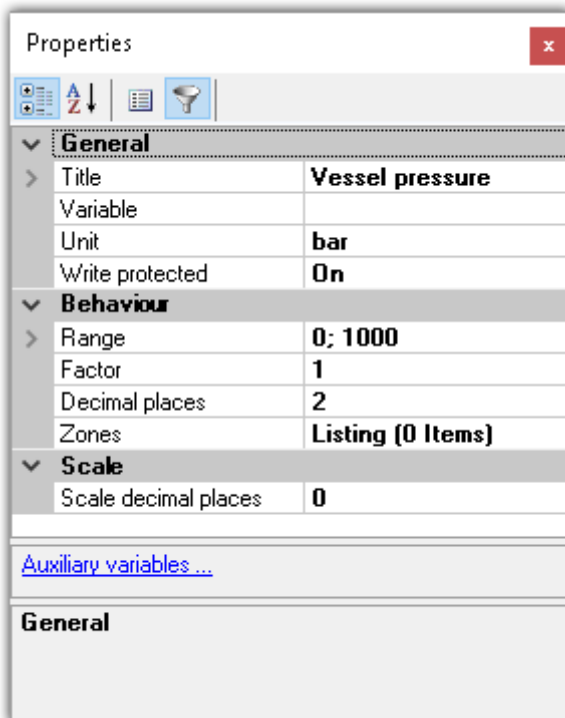 Properties
x
A
Z
General
Title Vessel pressure
Variable
Unit bar
Write protected On
Behaviour
Range 0; 1000
Factor 1
Decimal places 2
Zones Listing (0 Items)
Scale
Scale decimal places 0
Auxiliary variables ...
General